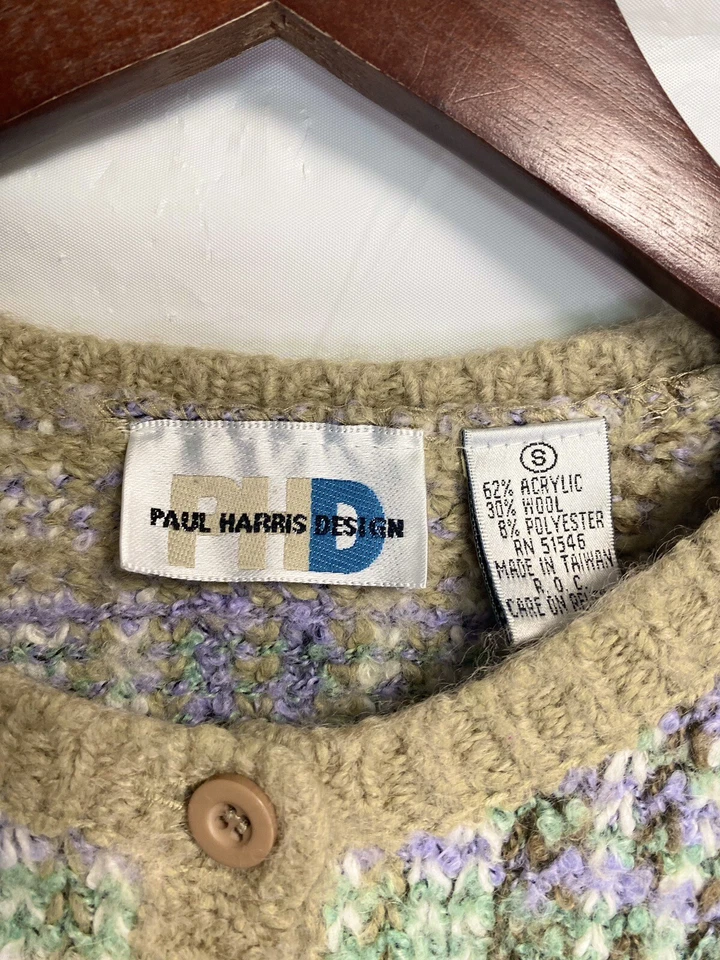 PHD
PAUL HARRIS DESIGN
S
62% ACRYLIC
30% WOOL
8% POLYESTER
RN 51546
MADE IN TAIWAN
R.O.C.
CARE ON